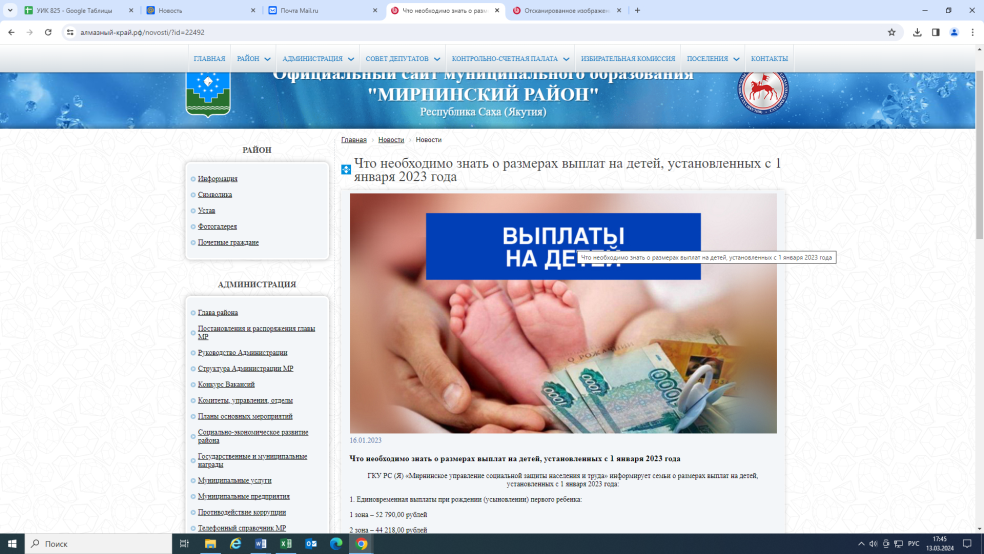 УИК 825 - Google Таблицы
Новость
Почта Mail.ru
Что необходимо знать о разм
Отсканированное изображен
алмазный-край.рф/novosti/?id=22492
ГЛАВНАЯ РАЙОН АДМИНИСТРАЦИЯ СОВЕТ ДЕПУТАТОВ КОНТРОЛЬНО-СЧЕТНАЯ ПАЛАТА ИЗБИРАТЕЛЬНАЯ КОМИССИЯ ПОСЕЛЕНИЯ КОНТАКТЫ
Официальный сайт муниципального образования
"МИРНИНСКИЙ РАЙОН"
Республика Саха (Якутия)
РАЙОН
Информация
Символика
Устав
Фотогалерея
Почетные граждане
АДМИНИСТРАЦИЯ
Глава района
Постановления и распоряжения главы
МР
Руководство Администрации
Структура Администрации МР
Конкурс Вакансий
Комитеты, управления, отделы
Планы основных мероприятий
Социально-экономическое развитие
района
Государственные и муниципальные
награды
Муниципальные услуги
Муниципальные предприятия
Противодействие коррупции
Телефонный справочник МР
Главная › Новости › Новости
Что необходимо знать о размерах выплат на детей, установленных с 1
января 2023 года
ВЫПЛАТЫ
НА ДЕТЕЙ
Что необходимо знать о размерах выплат на детей, установленных с 1 января 2023 года
О РОЖДЕНИИ
1000
1000
16.01.2023
Что необходимо знать о размерах выплат на детей, установленных с 1 января 2023 года
ГКУ РС (Я) «Мирнинское управление социальной защиты населения и труда» информирует семьи о размерах выплат на детей,
установленных с 1 января 2023 года:
1. Единовременной выплаты при рождении (усыновлении) первого ребенка:
1 зона – 52 790,00 рублей
2 зона – 44 218,00 рублей
Поиск
РУС
17:45
13.03.2024